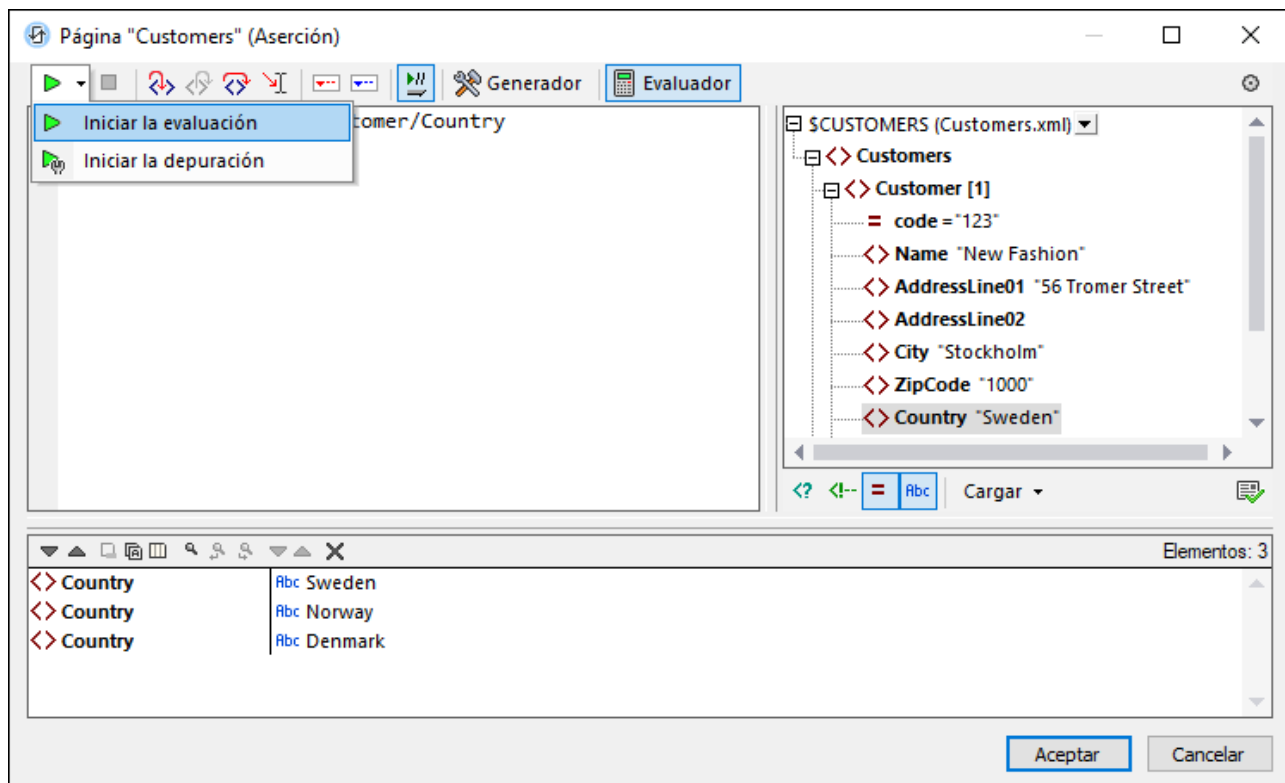 Página "Customers" (Aserción)
Generador
Evaluador
Iniciar la evaluación
tomer/Country
Iniciar la depuración
$CUSTOMERS (Customers.xml)
Customers
Customer [1]
= code ="123"
<> Name "New Fashion"
<> AddressLine01 "56 Tromer Street"
<> AddressLine02
<> City "Stockholm"
<> ZipCode "1000"
<> Country "Sweden"
<? <!-- = Abc Cargar
Elementos: 3
<> Country Abc Sweden
<> Country Abc Norway
<> Country Abc Denmark
Aceptar
Cancelar